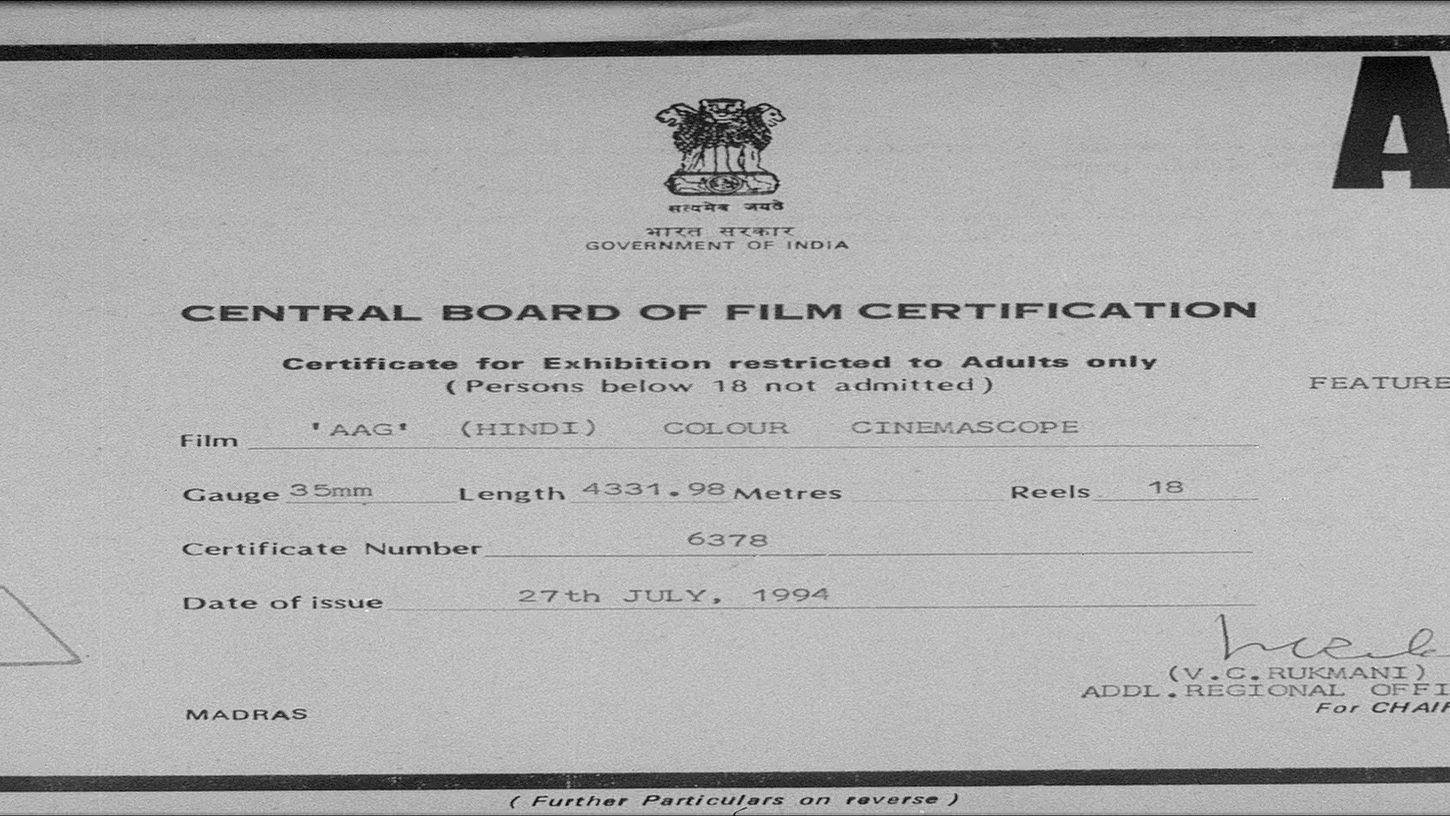 A
सत्यमेव जयते
भारत सरकार
GOVERNMENT OF INDIA
CENTRAL BOARD OF FILM CERTIFICATION
Certificate for Exhibition restricted to Adults only
(Persons below 18 not admitted)
FEATURE
Film 'AAG' (HINDI) COLOUR CINEMASCOPE
Gauge 35mm Length 4331.98 Metres Reels 18
Certificate Number 6378
Date of issue 27th JULY, 1994
(V.C.RUKMANI)
ADDL.REGIONAL OFFI
For CHAIR
MADRAS
( Further Particulars on reverse )